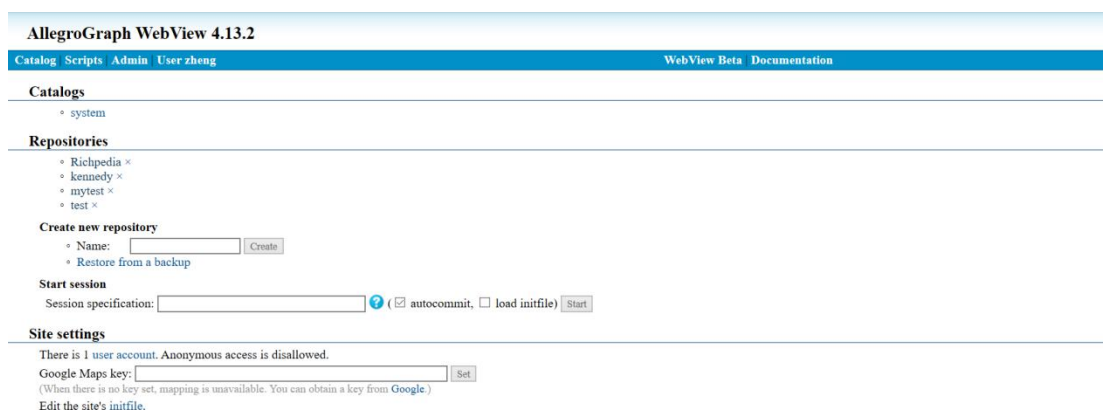 AllegroGraph WebView 4.13.2
Catalog | Scripts | Admin | User zheng WebView Beta | Documentation
Catalogs
system
Repositories
Richpedia ×
kennedy ×
mytest ×
test ×
Create new repository
Name: Create
Restore from a backup
Start session
Session specification: ? ( autocommit, load initfile) Start
Site settings
There is 1 user account. Anonymous access is disallowed.
Google Maps key: Set
(When there is no key set, mapping is unavailable. You can obtain a key from Google.)
Edit the site's initfile.